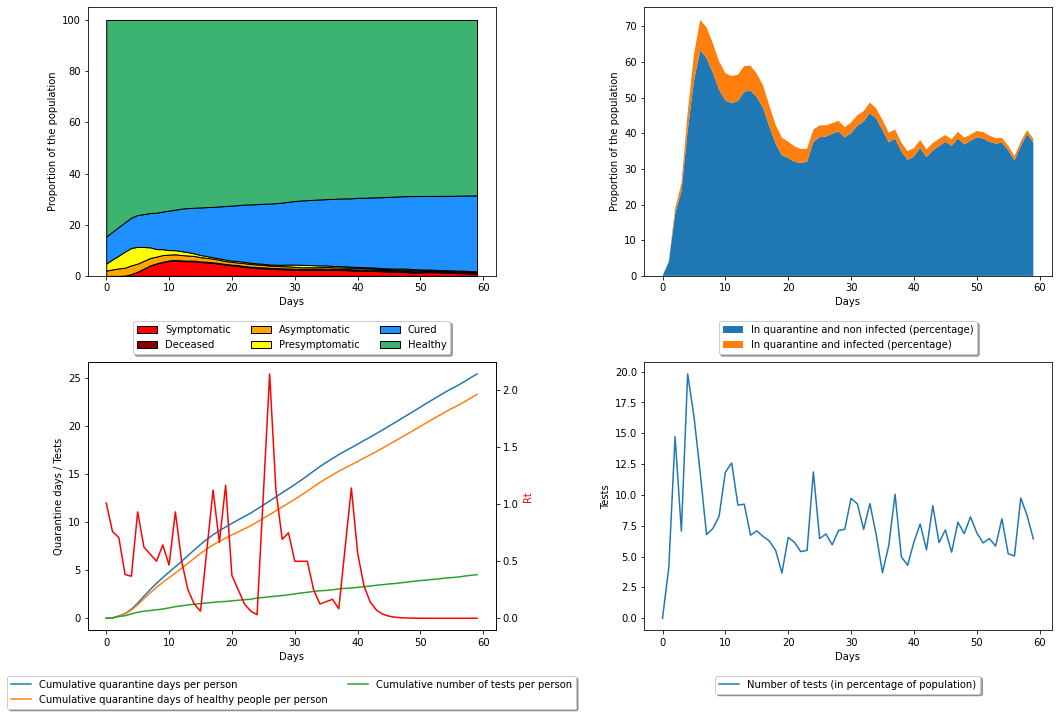 100
80
60
40
20
0
Proportion of the population
0 10 20 30 40 50 60
Days
Symptomatic Asymptomatic Cured
Deceased Presymptomatic Healthy
70
60
50
40
30
20
10
0
Proportion of the population
0 10 20 30 40 50 60
Days
In quarantine and non infected (percentage)
In quarantine and infected (percentage)
25
20
15
10
5
0
Quarantine days / Tests
2.0
1.5
1.0
0.5
0.0
Rt
0 10 20 30 40 50 60
Days
Cumulative quarantine days per person Cumulative number of tests per person
Cumulative quarantine days of healthy people per person
20.0
17.5
15.0
12.5
10.0
7.5
5.0
2.5
0.0
Tests
0 10 20 30 40 50 60
Days
Number of tests (in percentage of population)